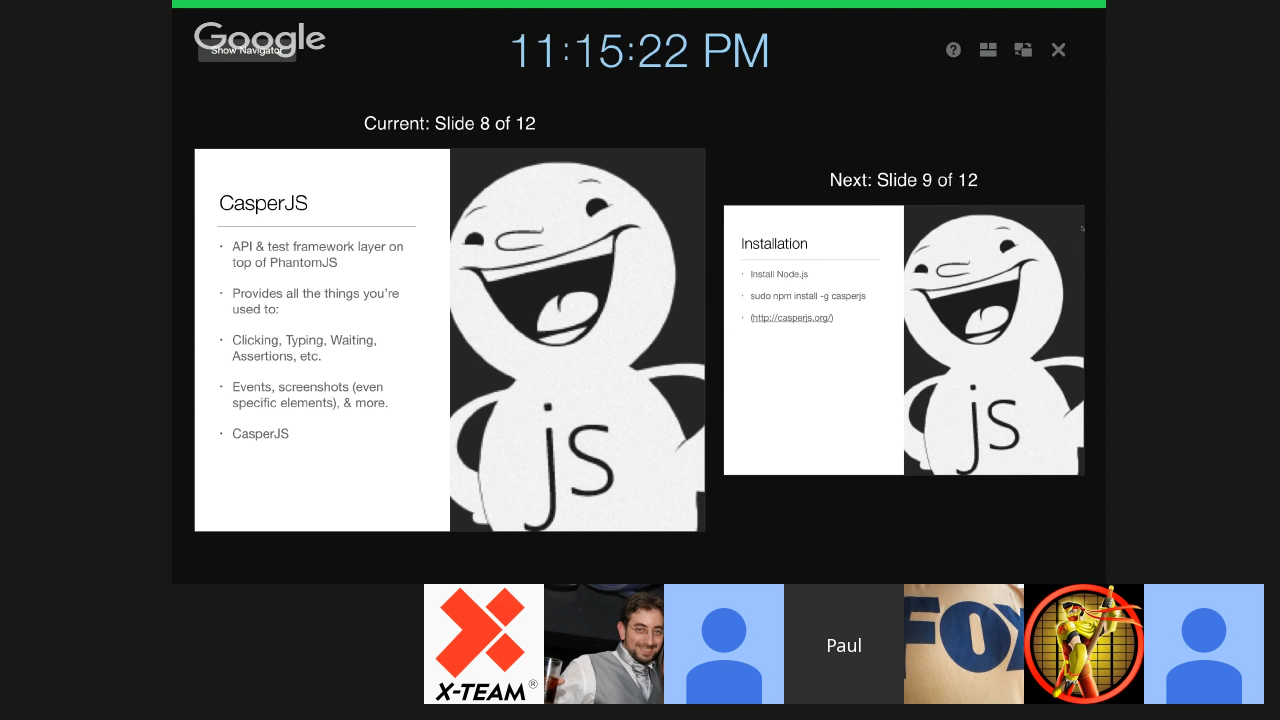 Google
Show Navigator
11:15:22 PM
Current: Slide 8 of 12
CasperJS
· API & test framework layer on
top of PhantomJS
· Provides all the things you're
used to:
· Clicking, Typing, Waiting,
Assertions, etc.
· Events, screenshots (even
specific elements), & more.
· CasperJS
js
Next: Slide 9 of 12
Installation
· Install Node.js
· sudo npm install -g casperjs
· (http://casperjs.org/)
js
X-TEAM®
Paul
FOX